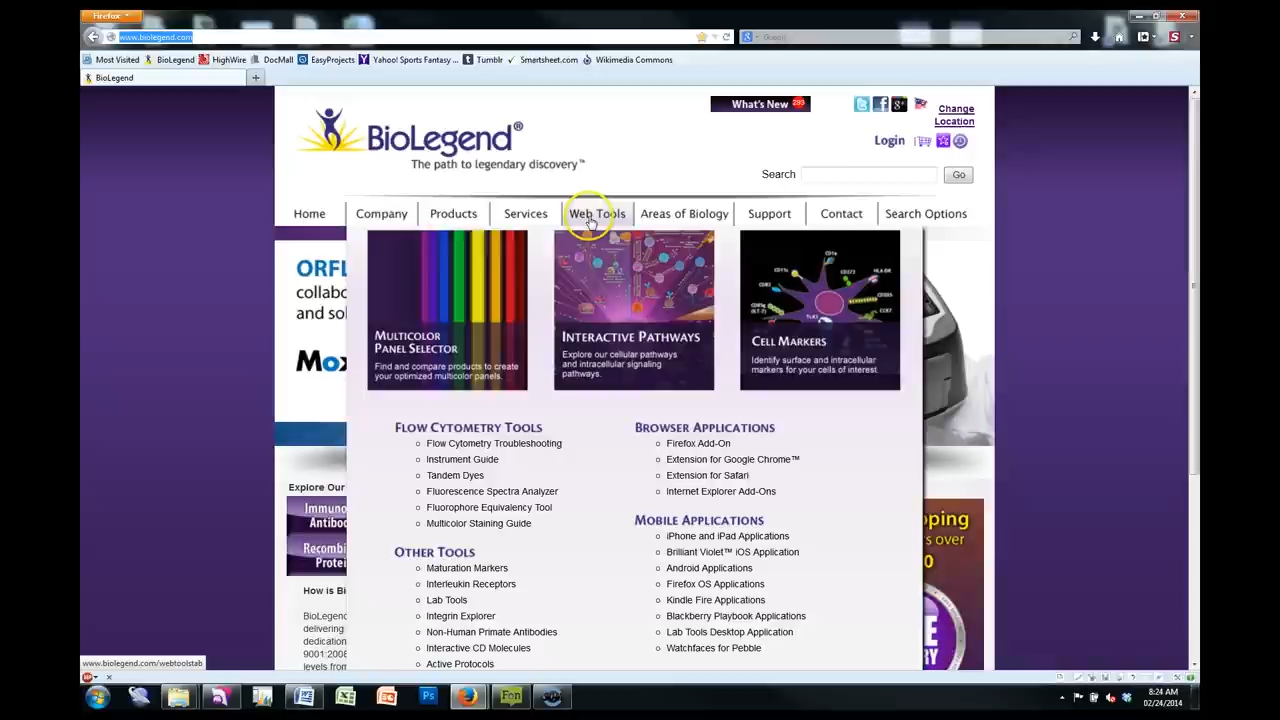 Firefox
www.biolegend.com
Google
Most Visited BioLegend HighWire DocMall EasyProjects Yahoo! Sports Fantasy ... Tumblr Smartsheet.com Wikimedia Commons
BioLegend
What's New 293
Change
Location
BioLegend®
The path to legendary discovery™
Login
Search Go
Home Company Products Services Web Tools Areas of Biology Support Contact Search Options
ORFL
collabo
and so
Mox
MULTICOLOR
PANEL SELECTOR
Find and compare products to create
your optimized multicolor panels.
INTERACTIVE PATHWAYS
Explore our cellular pathways
and intracellular signaling
pathways.
CELL MARKERS
Identify surface and intracellular
markers for your cells of interest.
FLOW CYTOMETRY TOOLS
Flow Cytometry Troubleshooting
Instrument Guide
Tandem Dyes
Fluorescence Spectra Analyzer
Fluorophore Equivalency Tool
Multicolor Staining Guide
OTHER TOOLS
Maturation Markers
Interleukin Receptors
Lab Tools
Integrin Explorer
Non-Human Primate Antibodies
Interactive CD Molecules
Active Protocols
BROWSER APPLICATIONS
Firefox Add-On
Extension for Google Chrome™
Extension for Safari
Internet Explorer Add-Ons
MOBILE APPLICATIONS
iPhone and iPad Applications
Brilliant Violet™ iOS Application
Android Applications
Firefox OS Applications
Kindle Fire Applications
Blackberry Playbook Applications
Lab Tools Desktop Application
Watchfaces for Pebble
Explore Our
Immuno
Antibod
Recombi
Protei
How is Bi
BioLegend
delivering
dedication
9001:2008
levels from
pping
rs over
0
www.biolegend.com/webtoolstab
8:24 AM
02/24/2014